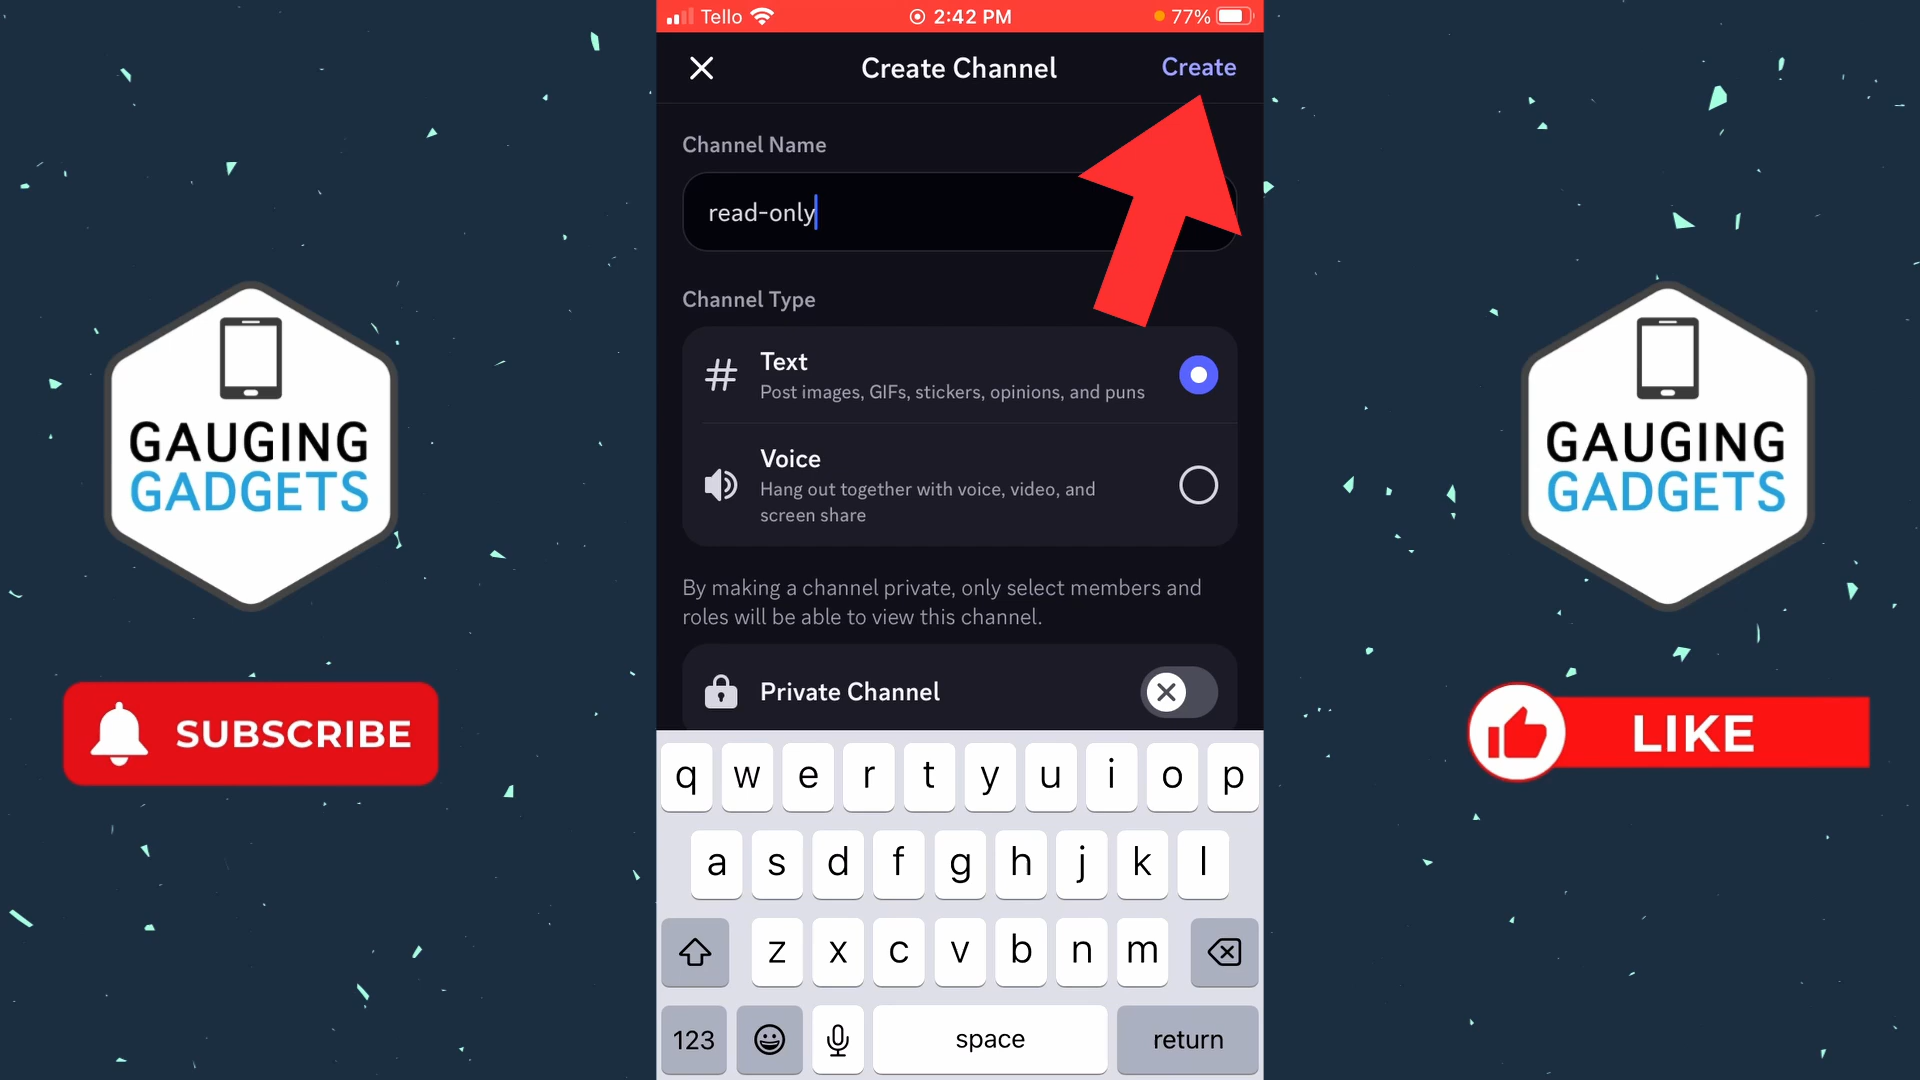 Tello
2:42 PM
77%
Create Channel
Create
Channel Name
read-only
Channel Type
Text
Post images, GIFs, stickers, opinions, and puns
Voice
Hang out together with voice, video, and
screen share
By making a channel private, only select members and
roles will be able to view this channel.
Private Channel
q w e r t y u i o p
a s d f g h j k l
z x c v b n m
123
space
return
GAUGING
GADGETS
SUBSCRIBE
GAUGING
GADGETS
LIKE